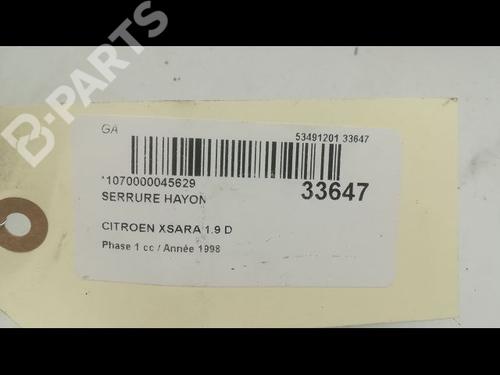 B-PARTS
GA
53491201 33647
*1070000045629
33647
SERRURE HAYON
CITROEN XSARA 1.9 D
Phase 1 cc / Année 1998